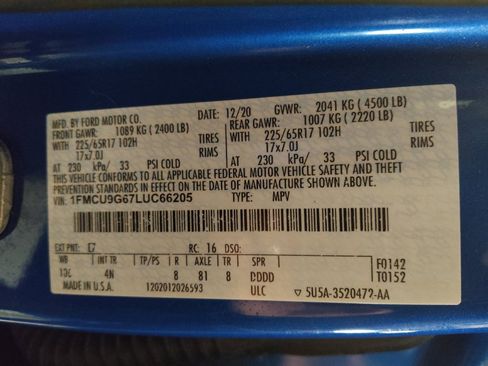 MFD. BY FORD MOTOR CO. DATE: 12/20 GVWR: 2041 KG ( 4500 LB)
FRONT GAWR: 1089 KG ( 2400 LB) REAR GAWR: 1007 KG ( 2220 LB)
WITH 225/65R17 102H TIRES WITH 225/65R17 102H TIRES
17x7.0J RIMS 17x7.0J RIMS
AT 230 kPa/ 33 PSI COLD AT 230 kPa/ 33 PSI COLD
THIS VEHICLE CONFORMS TO ALL APPLICABLE FEDERAL MOTOR VEHICLE SAFETY AND THEFT
PREVENTION STANDARDS IN EFFECT ON THE DATE OF MANUFACTURE SHOWN ABOVE.
VIN: 1FMCU9G67LUC66205 TYPE: MPV
EXT PNT: E7 RC: 16 DSO:
WB INT TR TP/PS R AXLE TR SPR F0142
106 4N 8 81 8 DDDD T0152
MADE IN U.S.A. 1202012026593 ULC ▽ 5U5A-3520472-AA